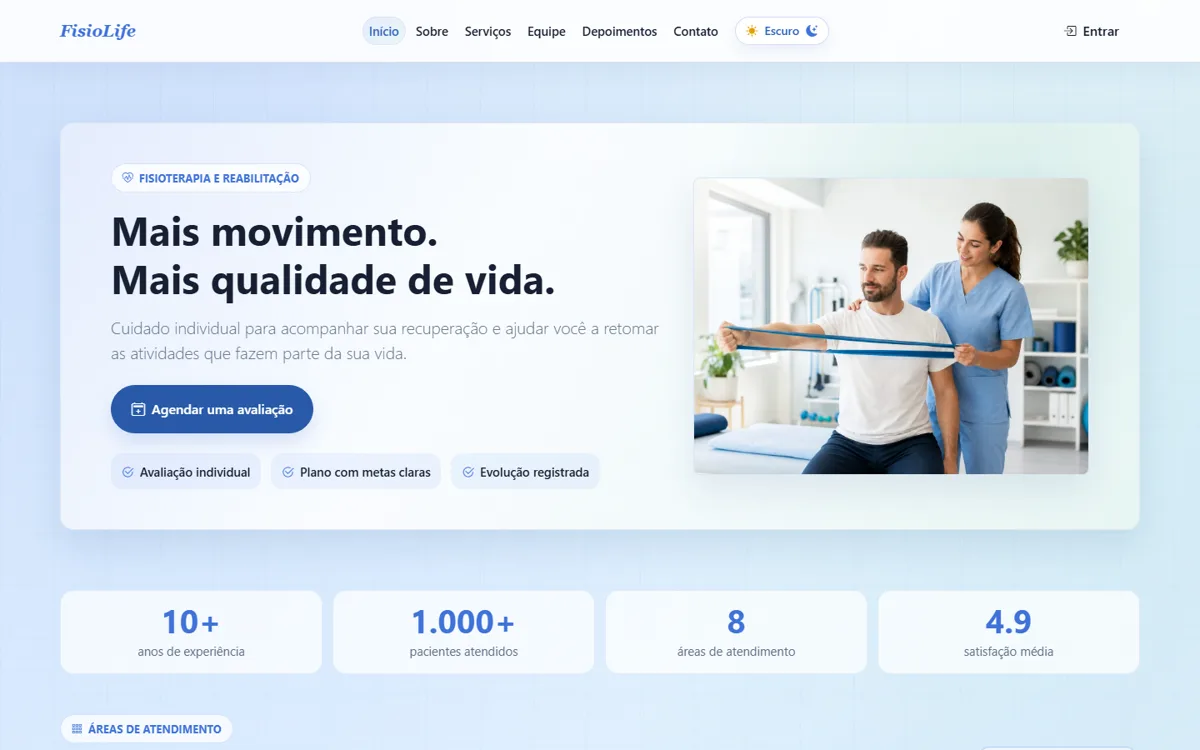 FisioLife
Início
Sobre
Serviços
Equipe
Depoimentos
Contato
Escuro
Entrar
FISIOTERAPIA E REABILITAÇÃO
Mais movimento.
Mais qualidade de vida.
Cuidado individual para acompanhar sua recuperação e ajudar você a retomar
as atividades que fazem parte da sua vida.
Agendar uma avaliação
Avaliação individual
Plano com metas claras
Evolução registrada
10+
anos de experiência
1.000+
pacientes atendidos
8
áreas de atendimento
4.9
satisfação média
ÁREAS DE ATENDIMENTO